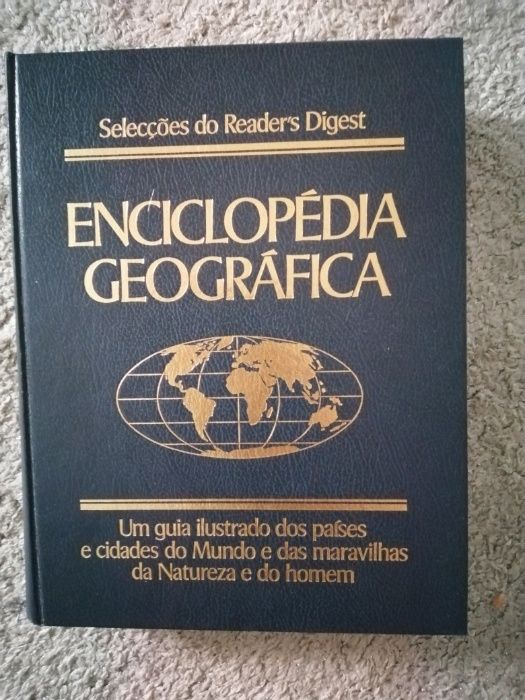 Selecções do Reader's Digest
ENCICLOPÉDIA
GEOGRÁFICA
Um guia ilustrado dos países
e cidades do Mundo e das maravilhas
da Natureza e do homem